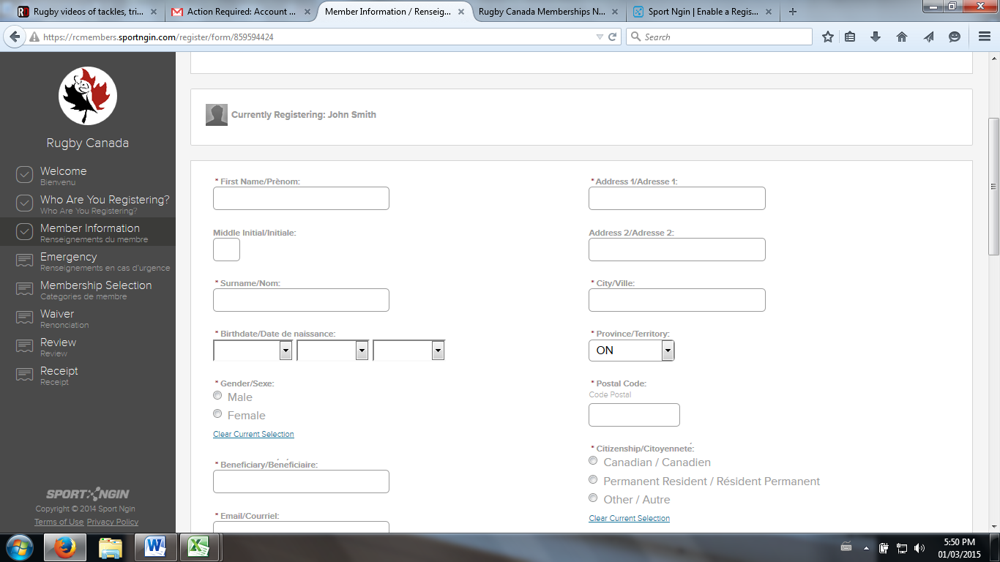 Rugby videos of tackles, tri...
Action Required: Account ...
Member Information / Renseig...
Rugby Canada Memberships N...
Sport Ngin | Enable a Regis...
https://rcmembers.sportngin.com/register/form/859594424
Search
Rugby Canada
Welcome
Bienvenu
Who Are You Registering?
Who Are You Registering?
Member Information
Renseignements du membre
Emergency
Renseignements en cas d'urgence
Membership Selection
Categories de membre
Waiver
Renonciation
Review
Review
Receipt
Receipt
SPORT NGIN
Copyright © 2014 Sport Ngin
Terms of Use Privacy Policy
Currently Registering: John Smith
* First Name/Prènom:
Middle Initial/Initiale:
* Surname/Nom:
* Birthdate/Date de naissance:
* Gender/Sexe:
Male
Female
Clear Current Selection
* Beneficiary/Bénéficiaire:
* Email/Courriel:
* Address 1/Adresse 1:
Address 2/Adresse 2:
* City/Ville:
* Province/Territory:
ON
* Postal Code:
Code Postal
* Citizenship/Citoyenneté:
Canadian / Canadien
Permanent Resident / Résident Permanent
Other / Autre
Clear Current Selection
5:50 PM
01/03/2015